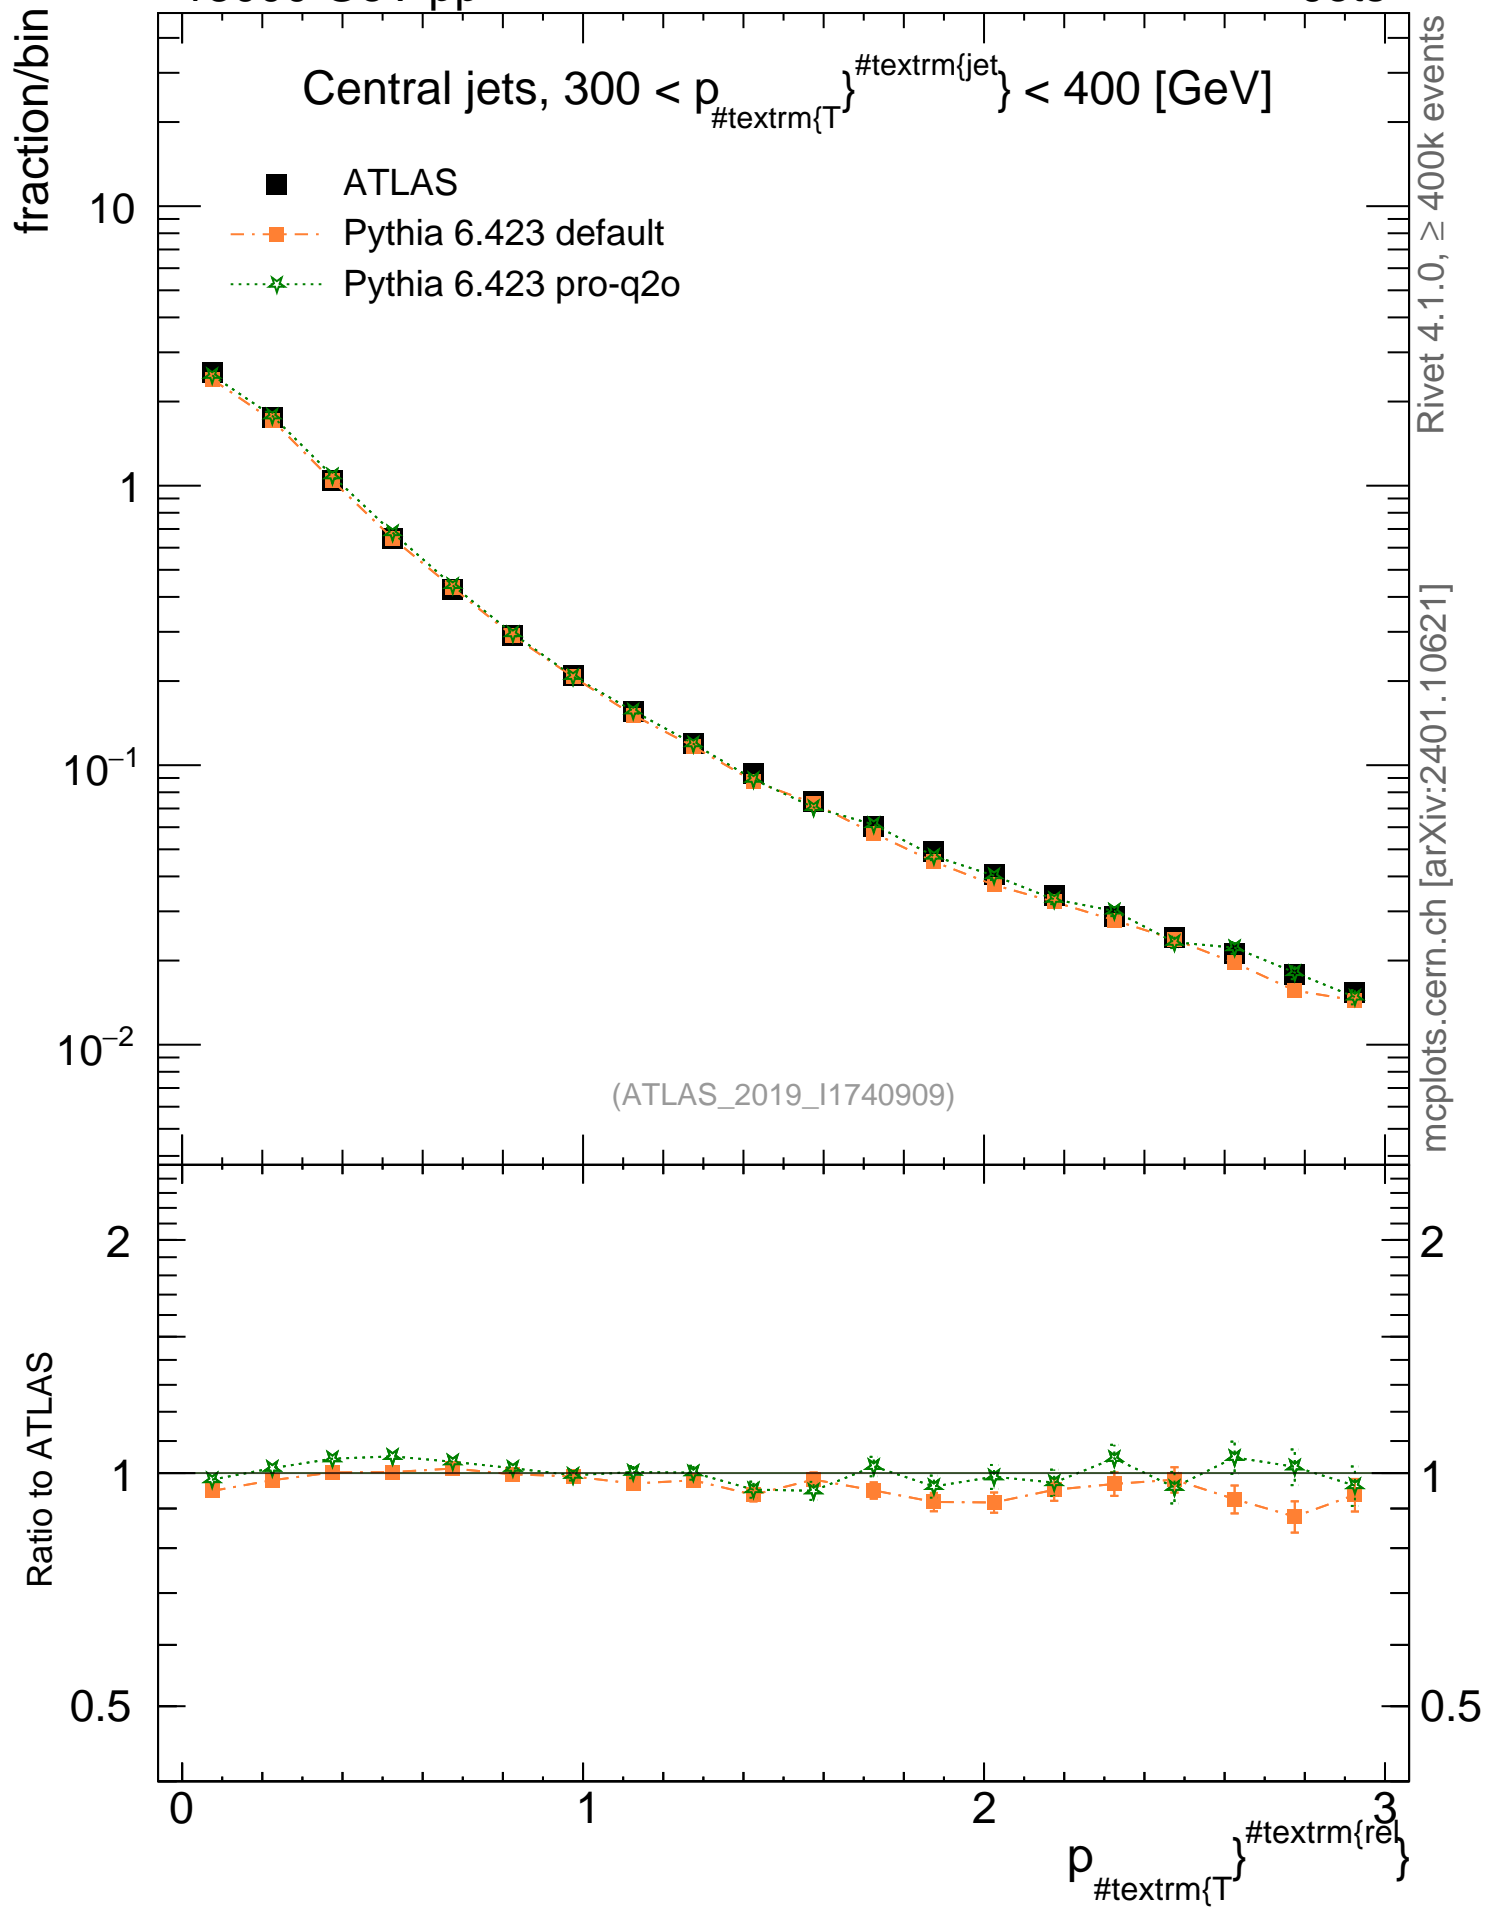 fraction/bin
Central jets, 300 < p_#textrm{T}}^#textrm{jet}} < 400 [GeV]
ATLAS
Pythia 6.423 default
Pythia 6.423 pro-q2o
10
1
10−1
10−2
(ATLAS_2019_I1740909)
Rivet 4.1.0, ≥ 400k events
mcplots.cern.ch [arXiv:2401.10621]
Ratio to ATLAS
2
1
0.5
2
1
0.5
0 1 2 3
p_#textrm{T}}^#textrm{rel}}